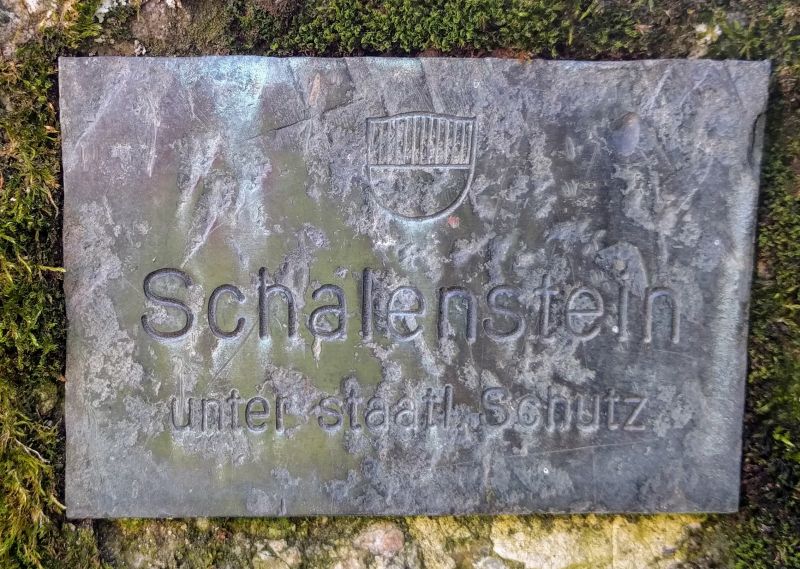 Schalenstein
unter staatl. Schutz